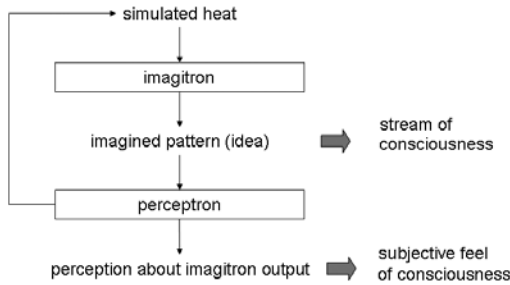 simulated heat
imagitron
imagined pattern (idea)
stream of
consciousness
perceptron
perception about imagitron output
subjective feel
of consciousness